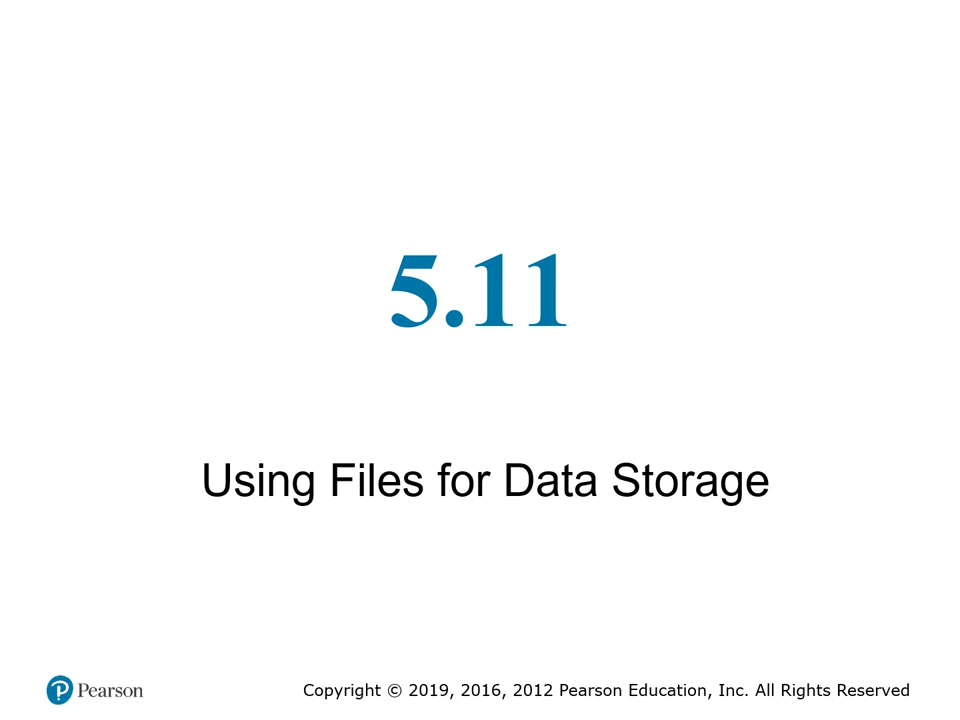 5.11
Using Files for Data Storage
Pearson
Copyright © 2019, 2016, 2012 Pearson Education, Inc. All Rights Reserved